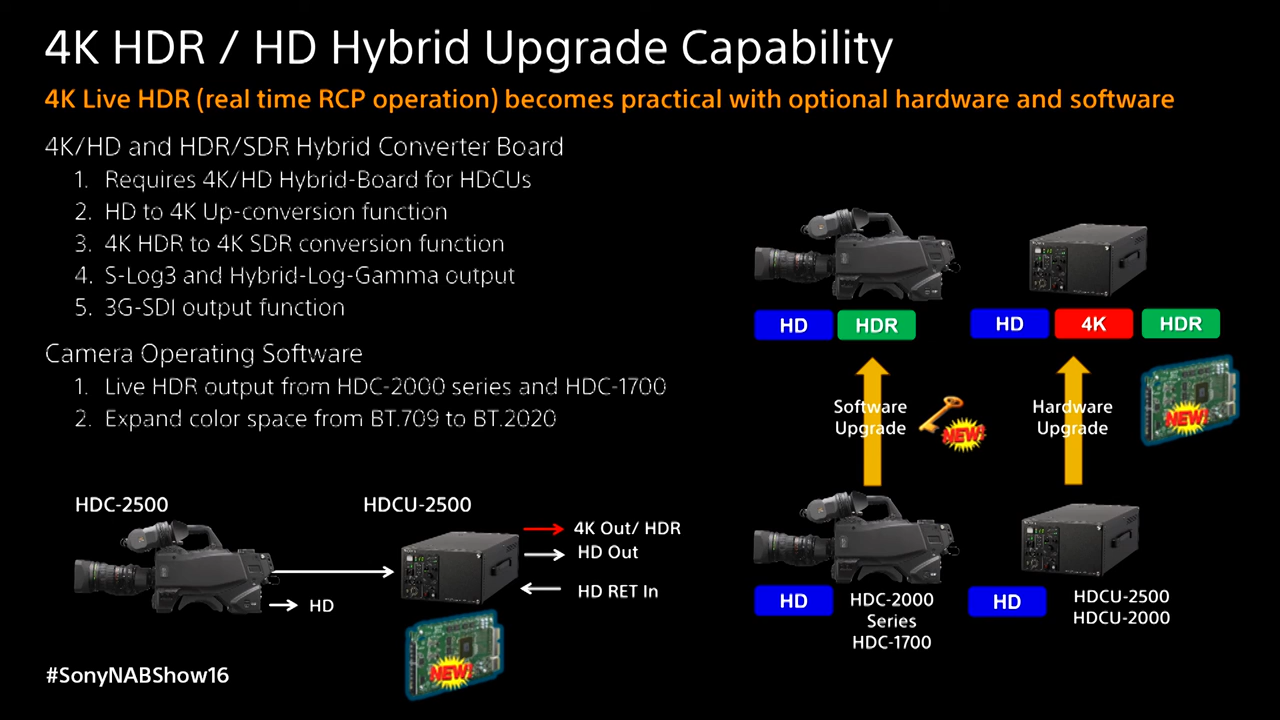 4K HDR / HD Hybrid Upgrade Capability
4K Live HDR (real time RCP operation) becomes practical with optional hardware and software
4K/HD and HDR/SDR Hybrid Converter Board
1. Requires 4K/HD Hybrid-Board for HDCUs
2. HD to 4K Up-conversion function
3. 4K HDR to 4K SDR conversion function
4. S-Log3 and Hybrid-Log-Gamma output
5. 3G-SDI output function
Camera Operating Software
1. Live HDR output from HDC-2000 series and HDC-1700
2. Expand color space from BT.709 to BT.2020
HDC-2500
HDCU-2500
4K Out/ HDR
HD Out
HD RET In
HD
NEW!
#SonyNABShow16
HD
HDR
HD
4K
HDR
Software
Upgrade
NEW!
Hardware
Upgrade
NEW!
HD
HDC-2000
Series
HDC-1700
HD
HDCU-2500
HDCU-2000